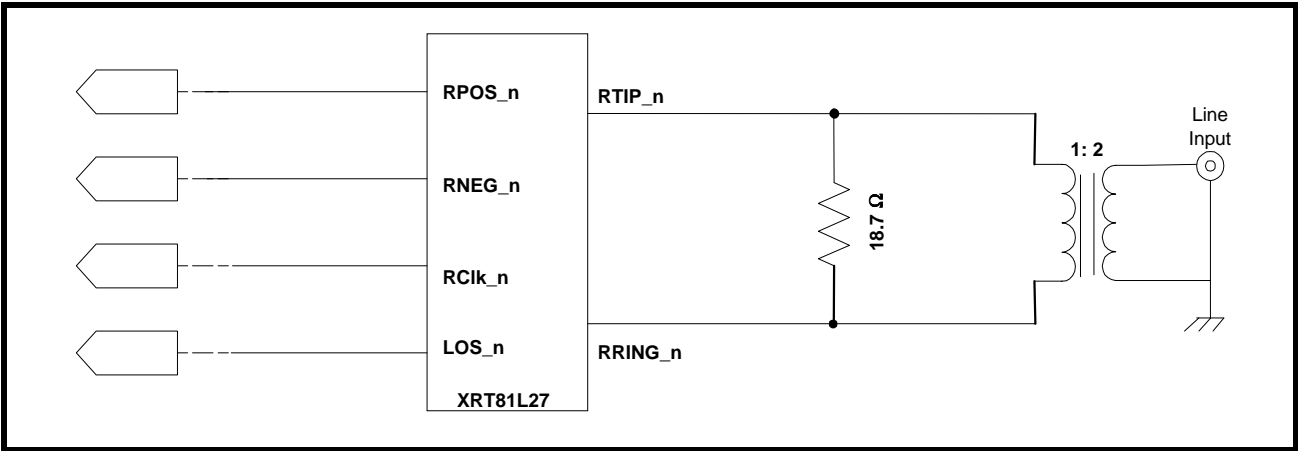 RPOS_n
RTIP_n
Line
Input
1: 2
RNEG_n
18.7 Ω
RClk_n
LOS_n
RRING_n
XRT81L27